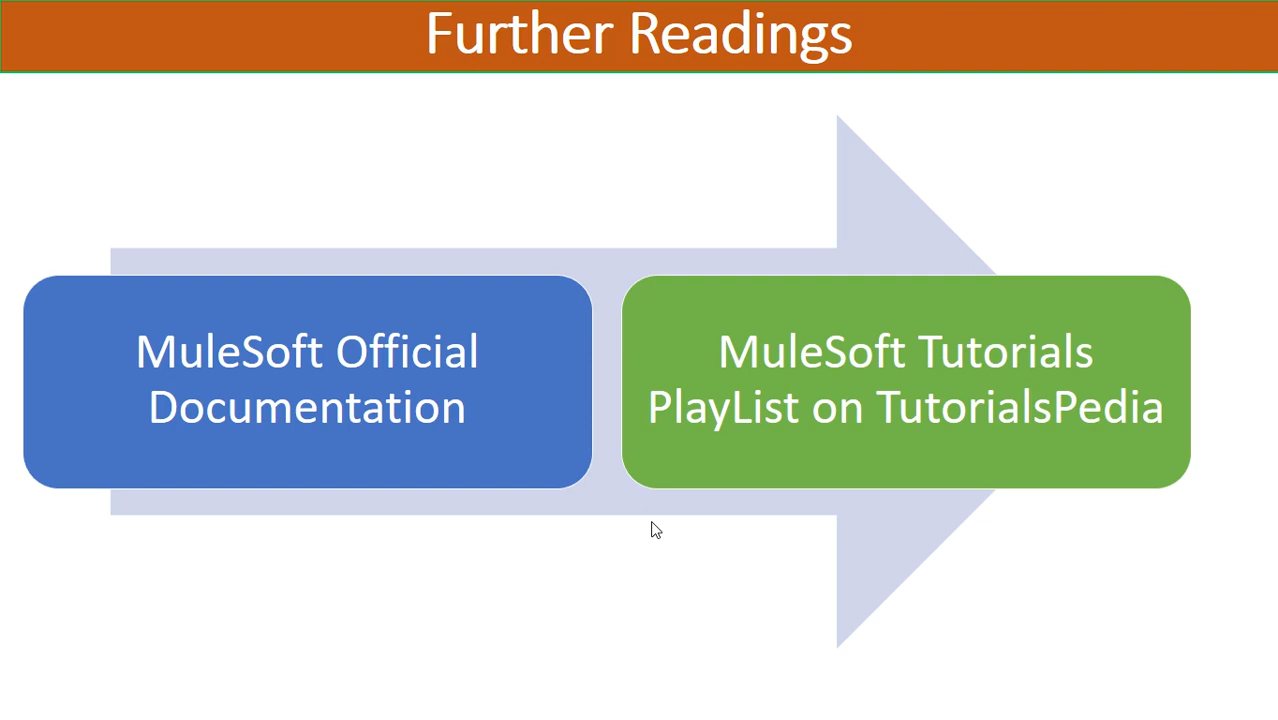 Further Readings
MuleSoft Official
Documentation
MuleSoft Tutorials
PlayList on TutorialsPedia